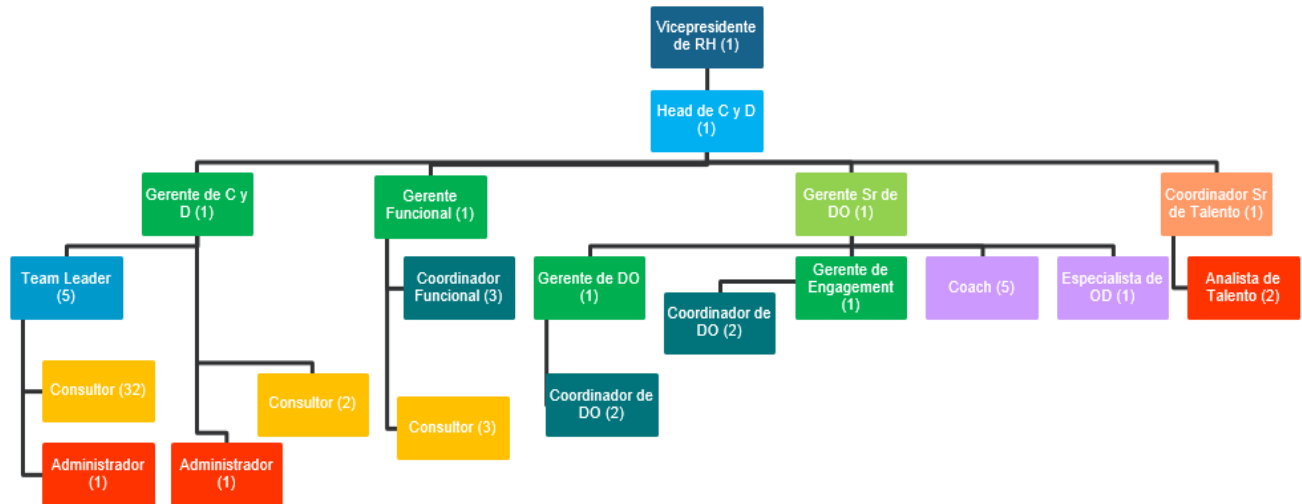 Vicepresidente
de RH (1)
Head de C y D
(1)
Gerente de C y
D (1)
Gerente
Funcional (1)
Gerente Sr de
DO (1)
Coordinador Sr
de Talento (1)
Team Leader
(5)
Coordinador
Funcional (3)
Gerente de DO
(1)
Gerente de
Engagement
(1)
Coach (5)
Especialista de
OD (1)
Analista de
Talento (2)
Coordinador de
DO (2)
Consultor (32)
Consultor (2)
Consultor (3)
Coordinador de
DO (2)
Administrador
(1)
Administrador
(1)